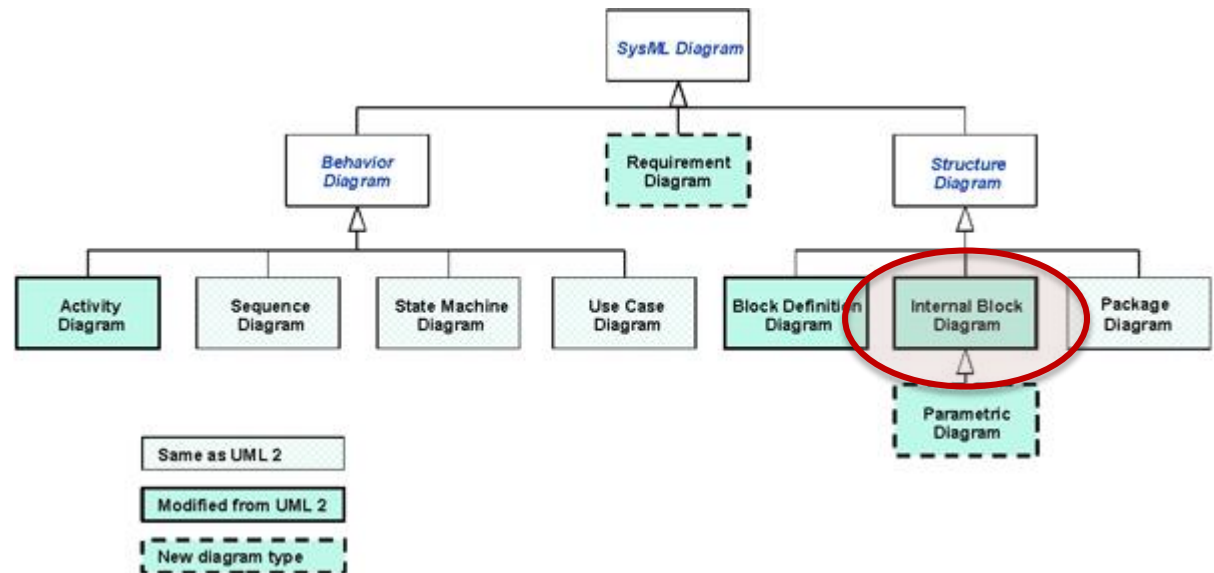 SysML Diagram
Behavior
Diagram
Requirement
Diagram
Structure
Diagram
Activity
Diagram
Sequence
Diagram
State Machine
Diagram
Use Case
Diagram
Block Definition
Diagram
Internal Block
Diagram
Package
Diagram
Parametric
Diagram
Same as UML 2
Modified from UML 2
New diagram type